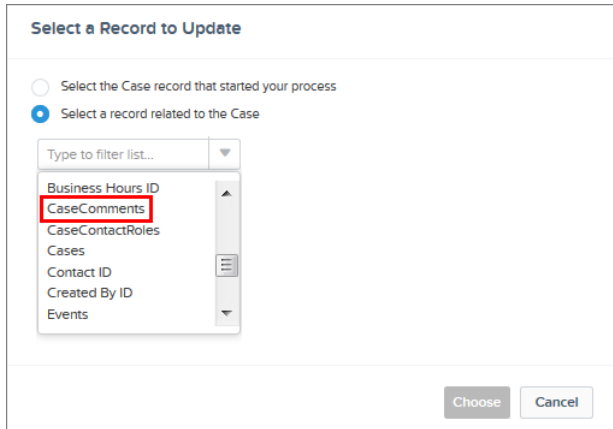 Select a Record to Update
Select the Case record that started your process
Select a record related to the Case
Type to filter list...
Business Hours ID
CaseComments
CaseContactRoles
Cases
Contact ID
Created By ID
Events
Choose
Cancel